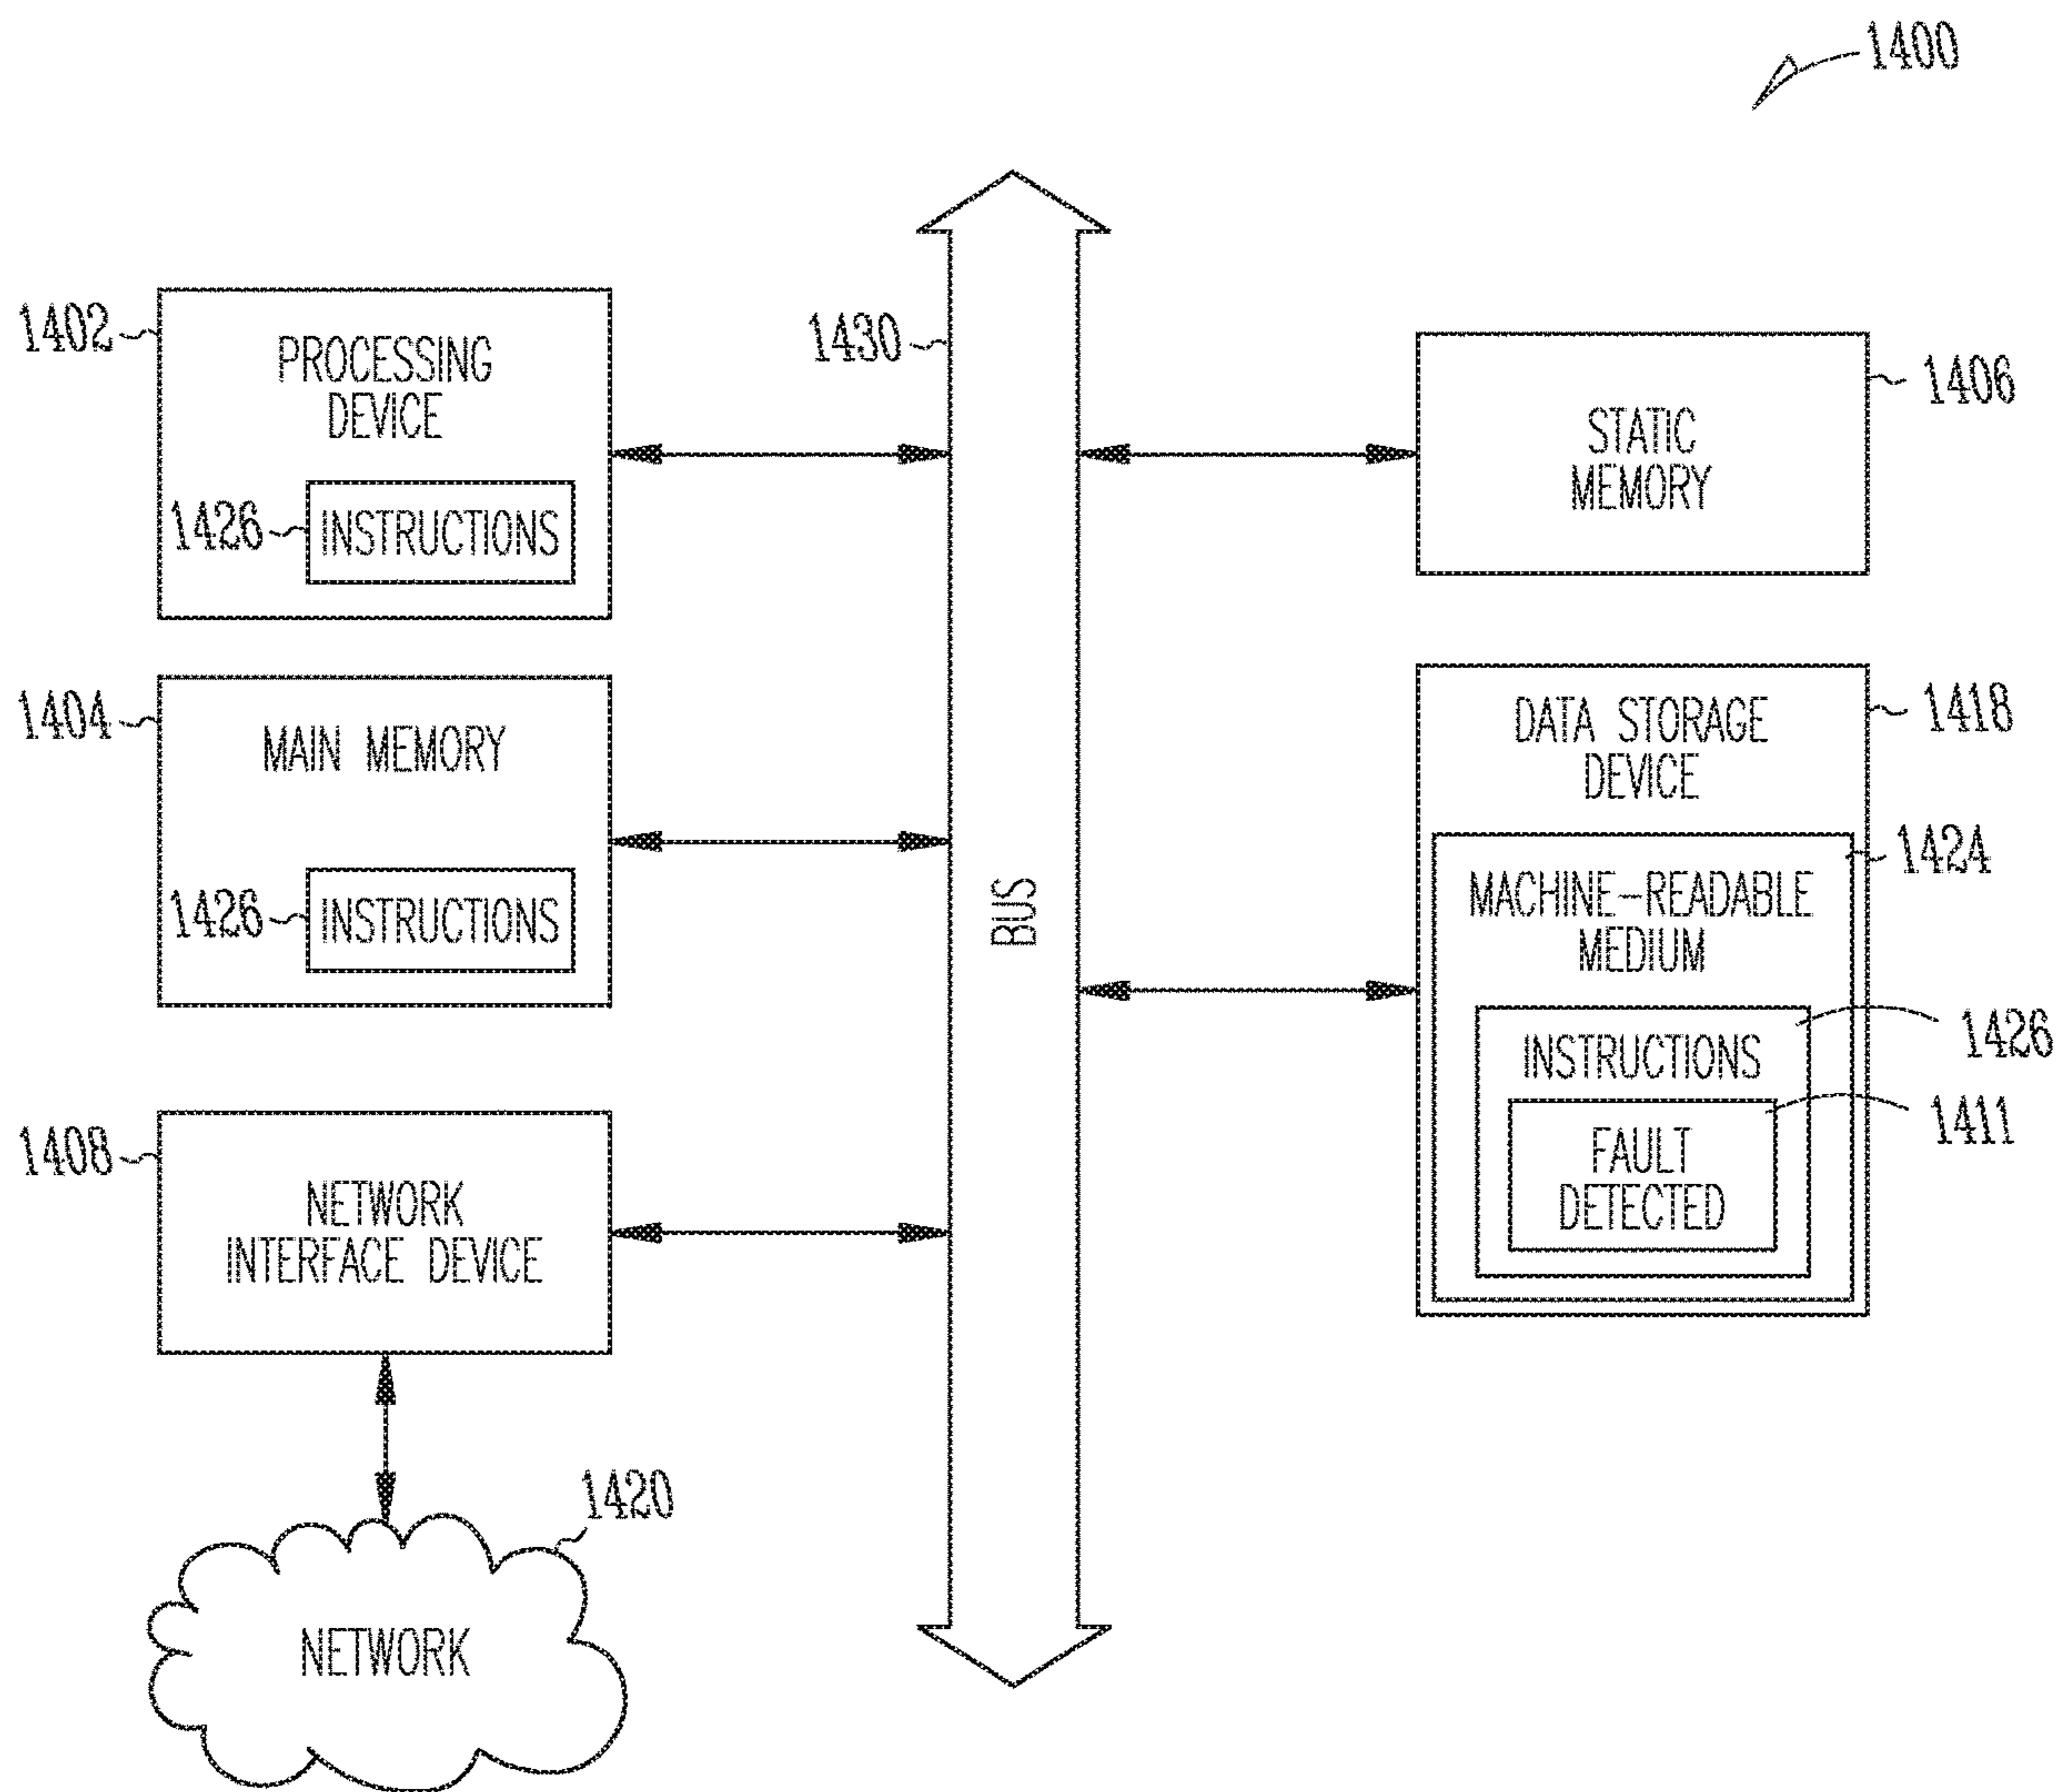 1400
1402
PROCESSING
DEVICE
1426
INSTRUCTIONS
1430
1406
STATIC
MEMORY
1404
MAIN MEMORY
1426
INSTRUCTIONS
BUS
1418
DATA STORAGE
DEVICE
1424
MACHINE-READABLE
MEDIUM
1426
INSTRUCTIONS
1411
FAULT
DETECTED
1408
NETWORK
INTERFACE DEVICE
1420
NETWORK